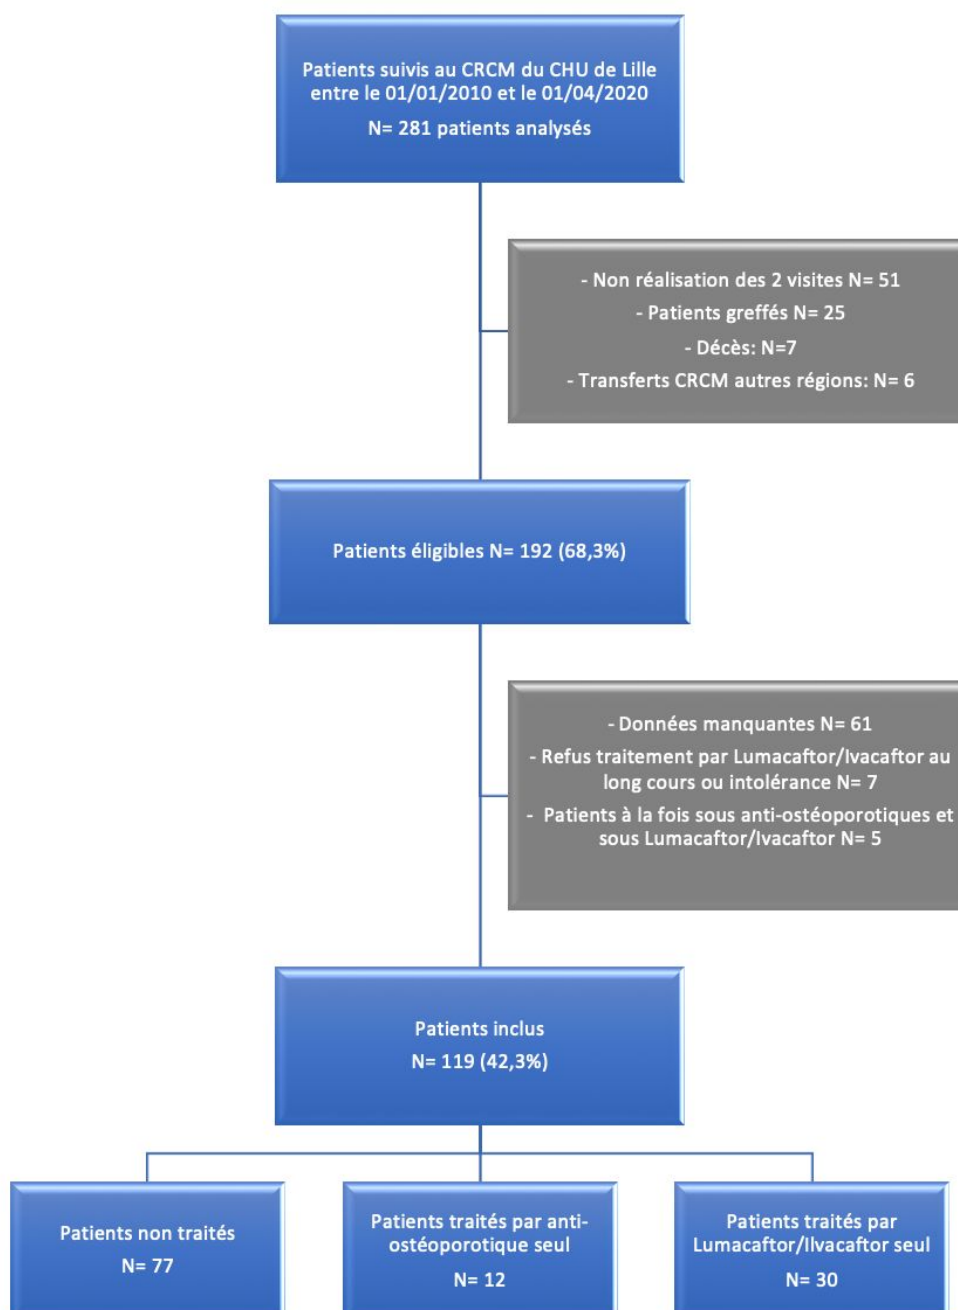 Patients suivis au CRCM du CHU de Lille
entre le 01/01/2010 et le 01/04/2020
N= 281 patients analysés
- Non réalisation des 2 visites N= 51
- Patients greffés N= 25
- Décès: N=7
- Transferts CRCM autres régions: N= 6
Patients éligibles N= 192 (68,3%)
- Données manquantes N= 61
- Refus traitement par Lumacaftor/Ivacaftor au
long cours ou intolérance N= 7
- Patients à la fois sous anti-ostéoporotiques et
sous Lumacaftor/Ivacaftor N= 5
Patients inclus
N= 119 (42,3%)
Patients non traités
N= 77
Patients traités par anti-
ostéoporotique seul
N= 12
Patients traités par
Lumacaftor/Ilvacaftor seul
N= 30